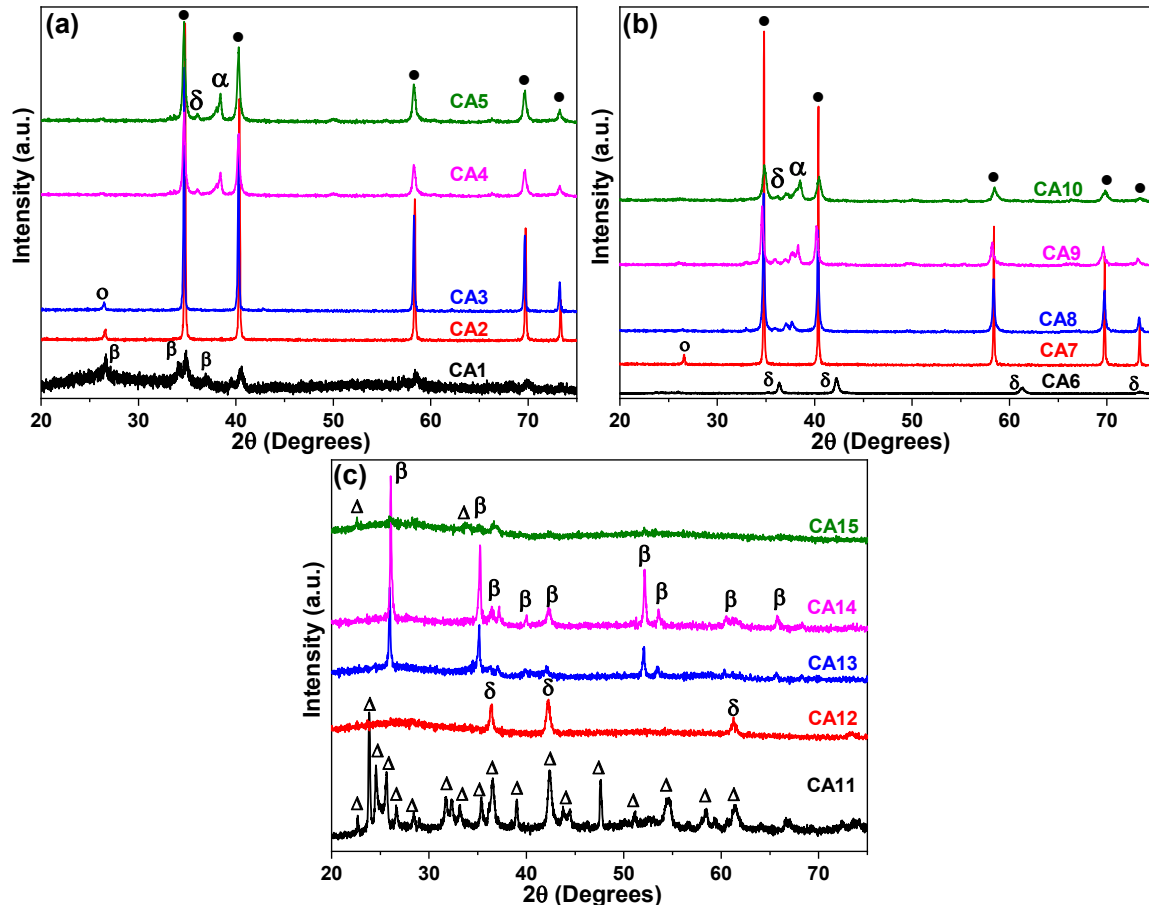 (a)
● ● ● ● ●
δ α
CA5
CA4
o
CA3
CA2
β β β
CA1
Intensity (a.u.)
20 30 40 50 60 70
2θ (Degrees)
(b)
● ● ● ● ●
δ α
CA10
CA9
CA8
o
CA7
δ δ δ δ
CA6
Intensity (a.u.)
20 30 40 50 60 70
2θ (Degrees)
(c)
β
Δ Δ β
CA15
β β β β β β β
CA14
CA13
δ δ δ
CA12
Δ Δ Δ Δ Δ Δ Δ Δ Δ Δ Δ Δ Δ Δ Δ Δ Δ Δ
CA11
Intensity (a.u.)
20 30 40 50 60 70
2θ (Degrees)